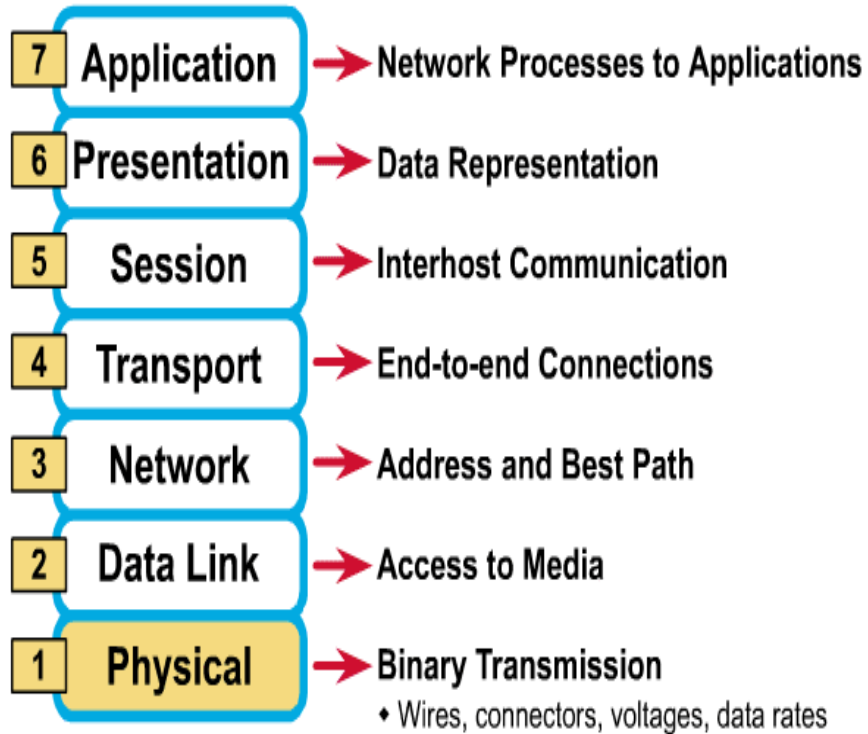 7 Application Network Processes to Applications
6 Presentation Data Representation
5 Session Interhost Communication
4 Transport End-to-end Connections
3 Network Address and Best Path
2 Data Link Access to Media
1 Physical Binary Transmission
• Wires, connectors, voltages, data rates